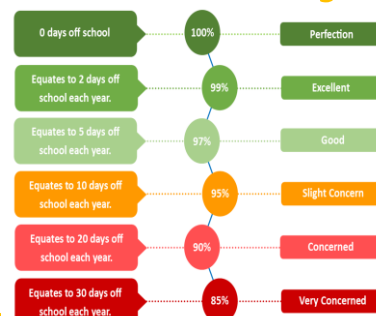 0 days off school
100%
Perfection
Equates to 2 days off
school each year.
99%
Excellent
Equates to 5 days off
school each year.
97%
Good
Equates to 10 days off
school each year.
95%
Slight Concern
Equates to 20 days off
school each year.
90%
Concerned
Equates to 30 days off
school each year.
85%
Very Concerned